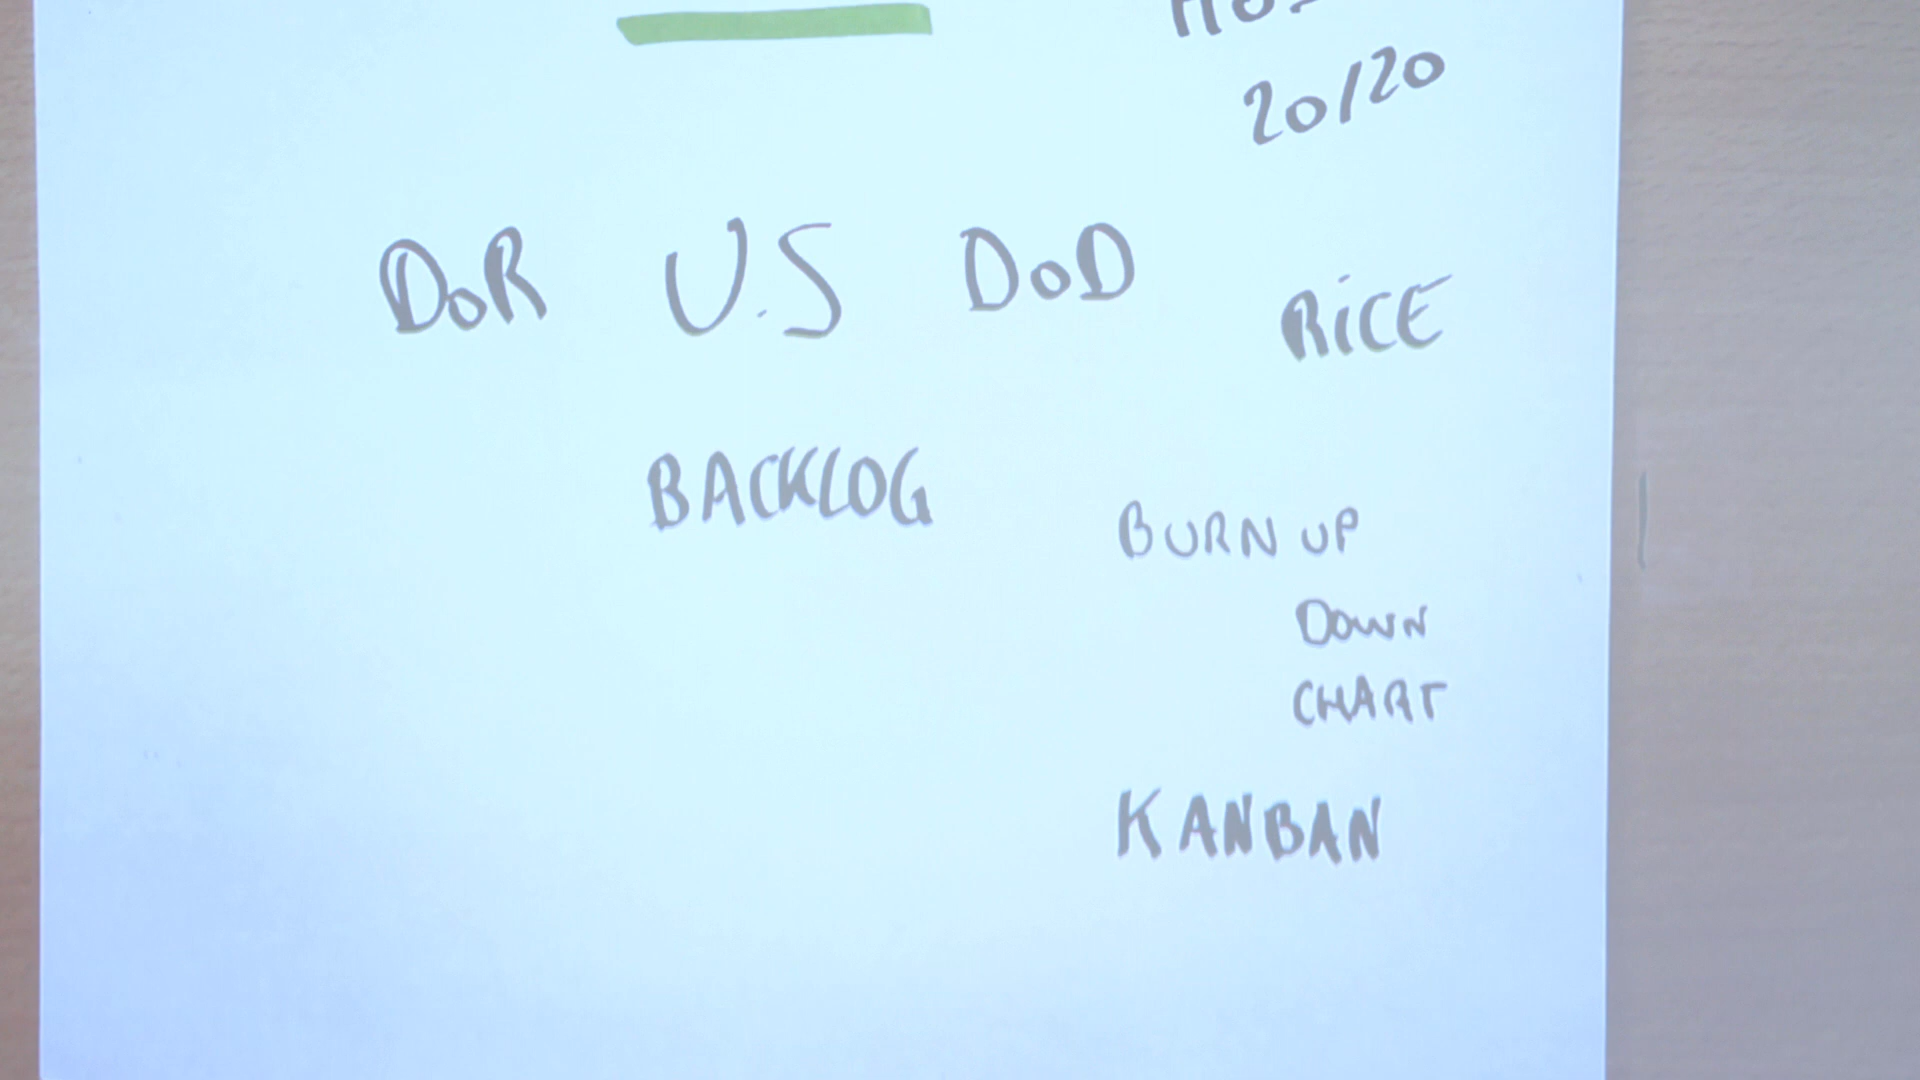 20/20
DoR U.S DoD
RiCE
BACKLOG
BURN UP
DOWN
CHART
KANBAN